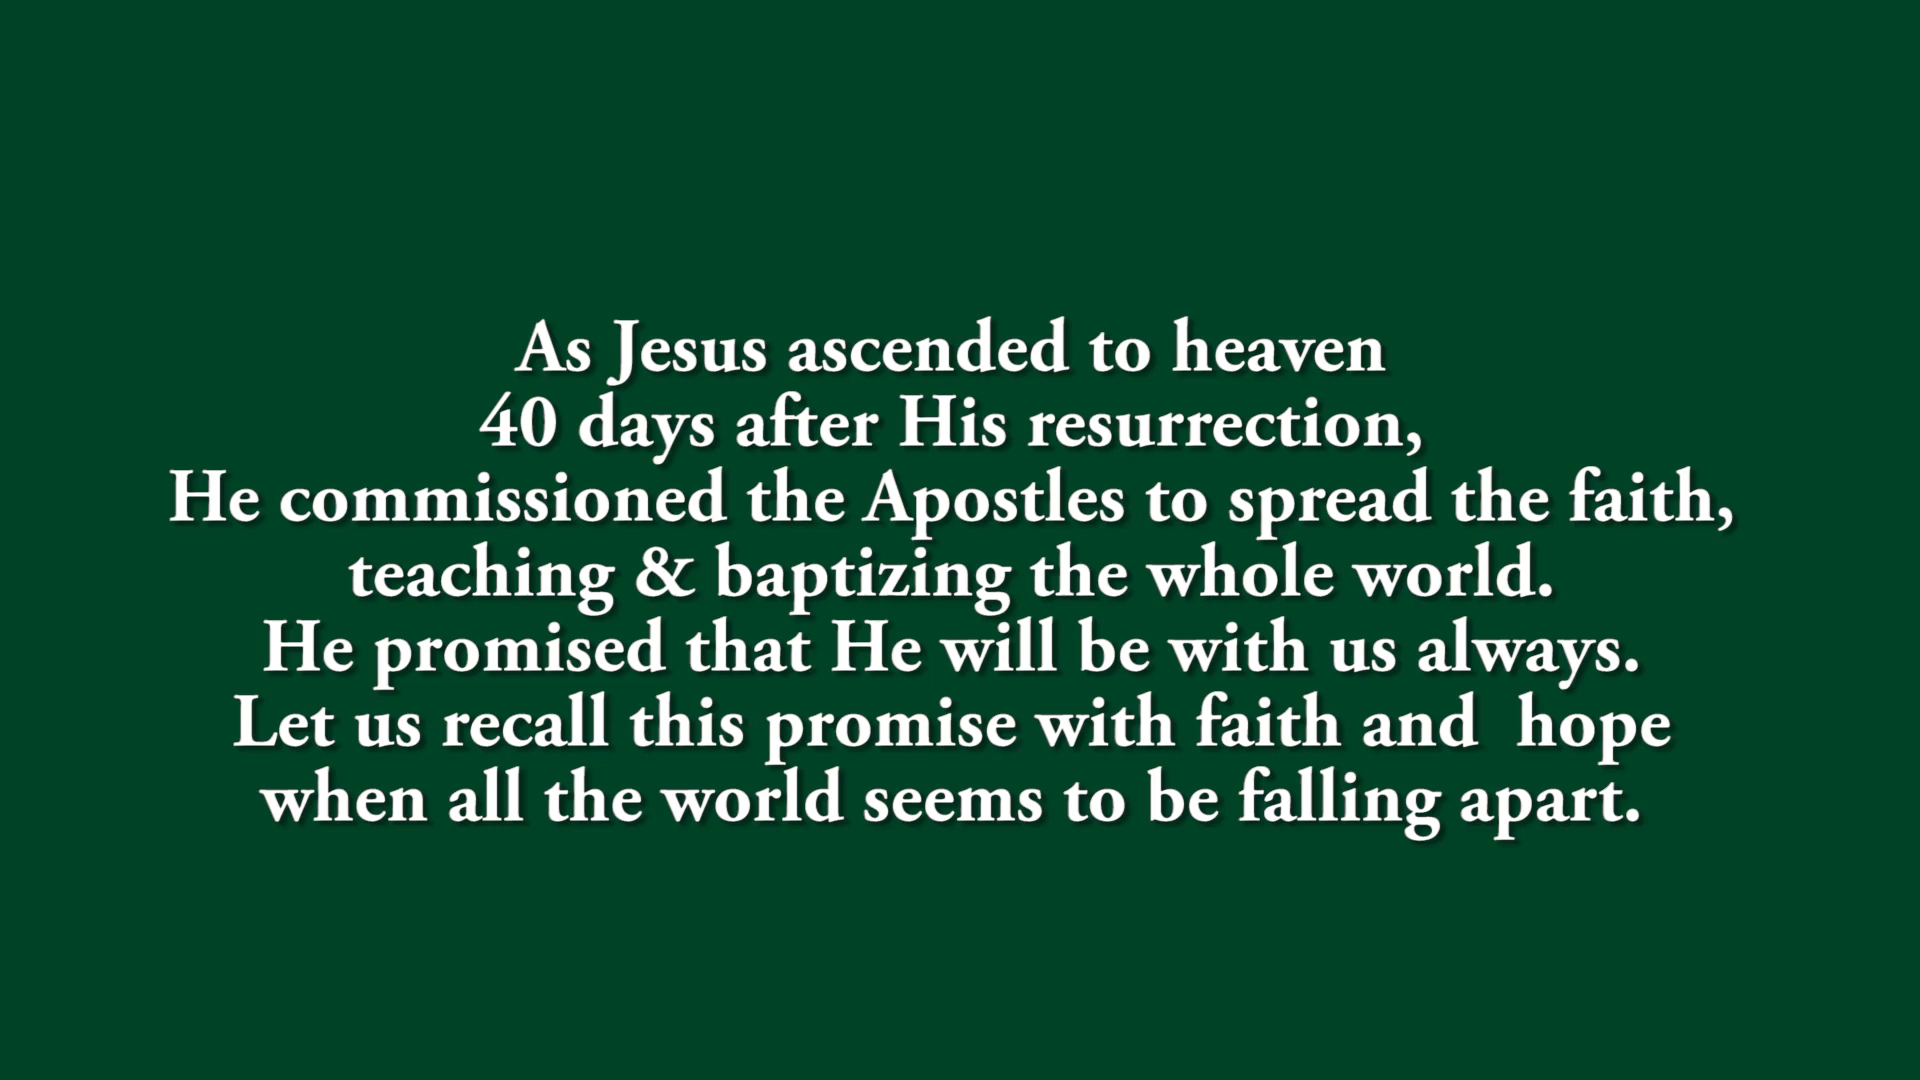 As Jesus ascended to heaven
40 days after His resurrection,
He commissioned the Apostles to spread the faith,
teaching & baptizing the whole world.
He promised that He will be with us always.
Let us recall this promise with faith and  hope
when all the world seems to be falling apart.